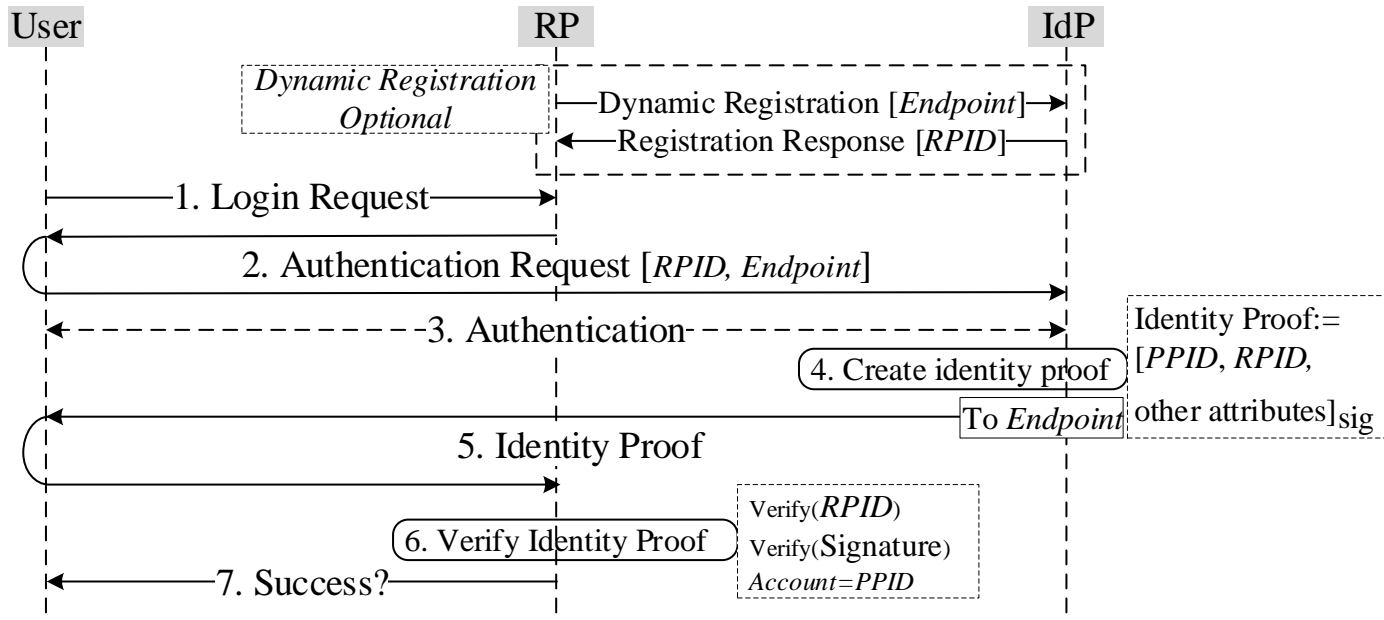 User
RP
IdP
Dynamic Registration
Optional
Dynamic Registration [Endpoint]
Registration Response [RPID]
1. Login Request
2. Authentication Request [RPID, Endpoint]
3. Authentication
Identity Proof:=
[PPID, RPID,
other attributes]sig
4. Create identity proof
To Endpoint
5. Identity Proof
6. Verify Identity Proof
Verify(RPID)
Verify(Signature)
Account=PPID
7. Success?